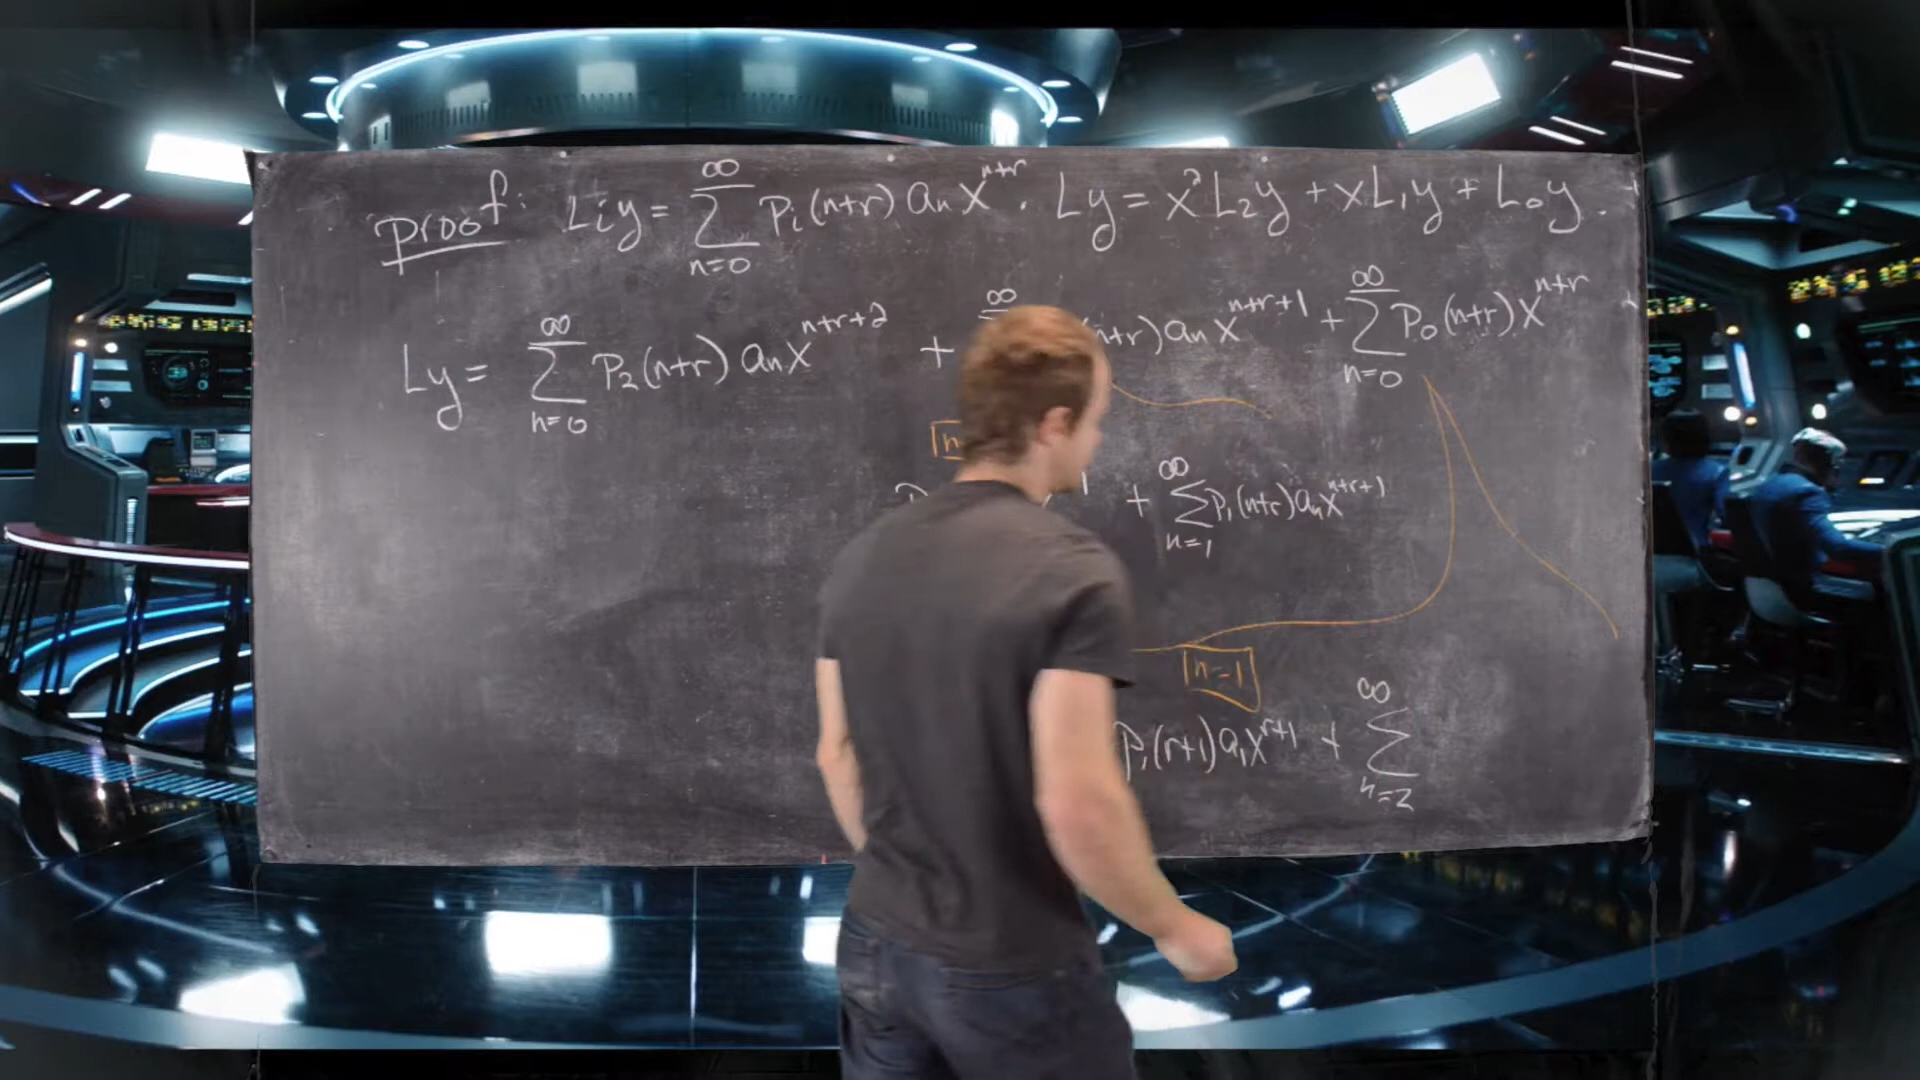 proof: Liy = ∑_{n=0}^{∞} Pi(n+r) an x^{n+r}. Ly = x²L₂y + xL₁y + L₀y.
Ly = ∑_{n=0}^{∞} P₂(n+r) an x^{n+r+2} + ∞ (n+r) an x^{n+r+1} + ∑_{n=0}^{∞} P₀(n+r) x^{n+r}
+ ∑_{n=1}^{∞} P₁(n+r) an x^{n+r+1}
n=1
P₁(r+1) a₁ x^{r+1} + ∑_{n=2}^{∞}